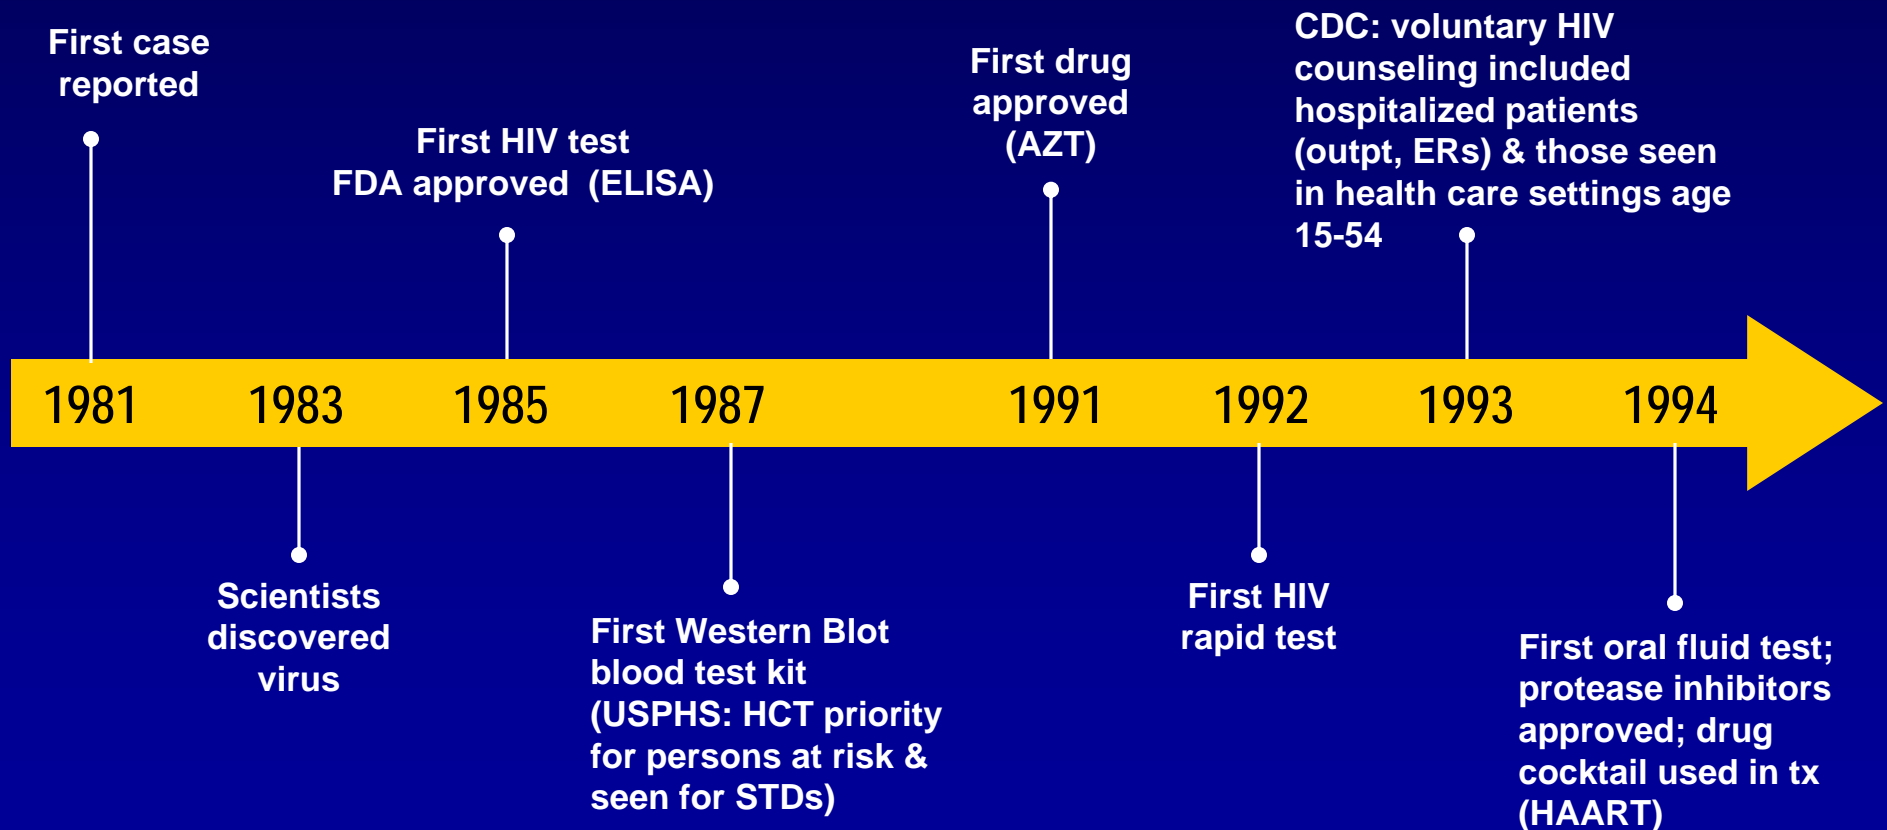 First case
reported
First HIV test
FDA approved  (ELISA)
First drug
approved
(AZT)
CDC: voluntary HIV
counseling included
hospitalized patients
(outpt, ERs) & those seen
in health care settings age
15-54
1981 1983 1985 1987 1991 1992 1993 1994
Scientists
discovered
virus
First Western Blot
blood test kit
(USPHS: HCT priority
for persons at risk &
seen for STDs)
First HIV
rapid test
First oral fluid test;
protease inhibitors
approved; drug
cocktail used in tx
(HAART)